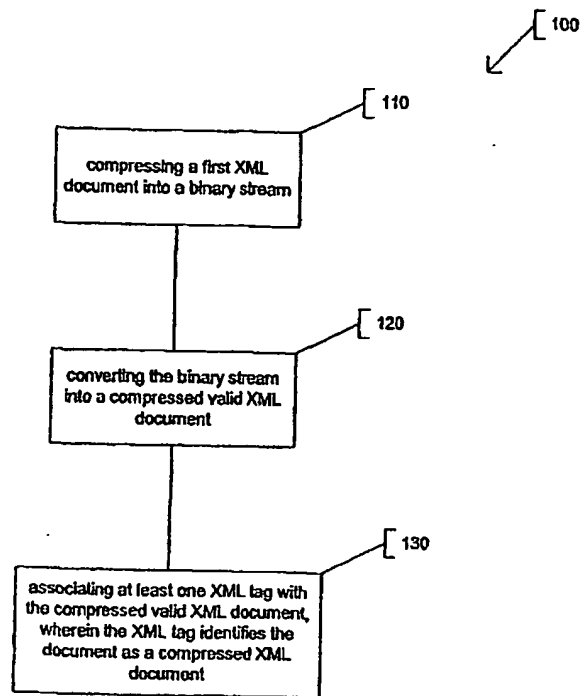 100
110
compressing a first XML
document into a binary stream
120
converting the binary stream
into a compressed valid XML
document
130
associating at least one XML tag with
the compressed valid XML document,
wherein the XML tag identifies the
document as a compressed XML
document